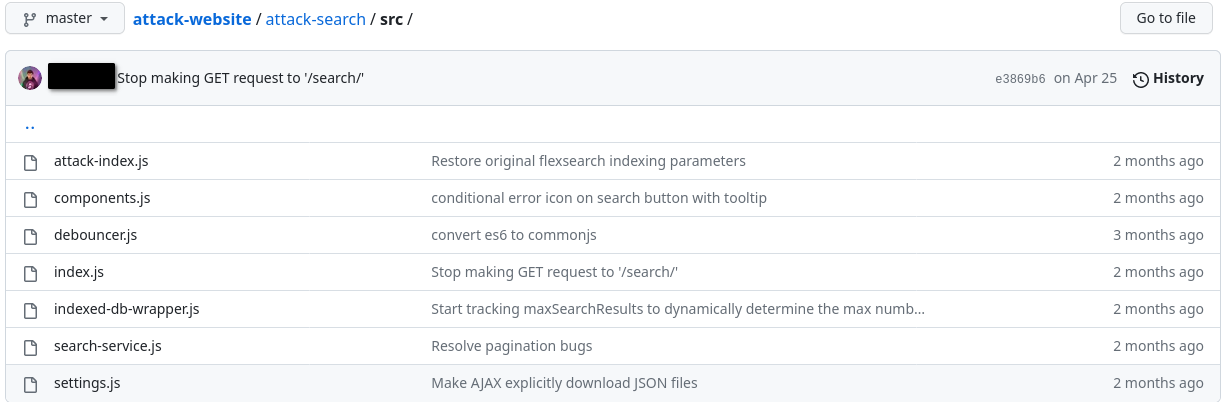 master attack-website / attack-search / src / Go to file
Stop making GET request to '/search/' e3869b6 on Apr 25 History
..
attack-index.js Restore original flexsearch indexing parameters 2 months ago
components.js conditional error icon on search button with tooltip 2 months ago
debouncer.js convert es6 to commonjs 3 months ago
index.js Stop making GET request to '/search/' 2 months ago
indexed-db-wrapper.js Start tracking maxSearchResults to dynamically determine the max numb... 2 months ago
search-service.js Resolve pagination bugs 2 months ago
settings.js Make AJAX explicitly download JSON files 2 months ago